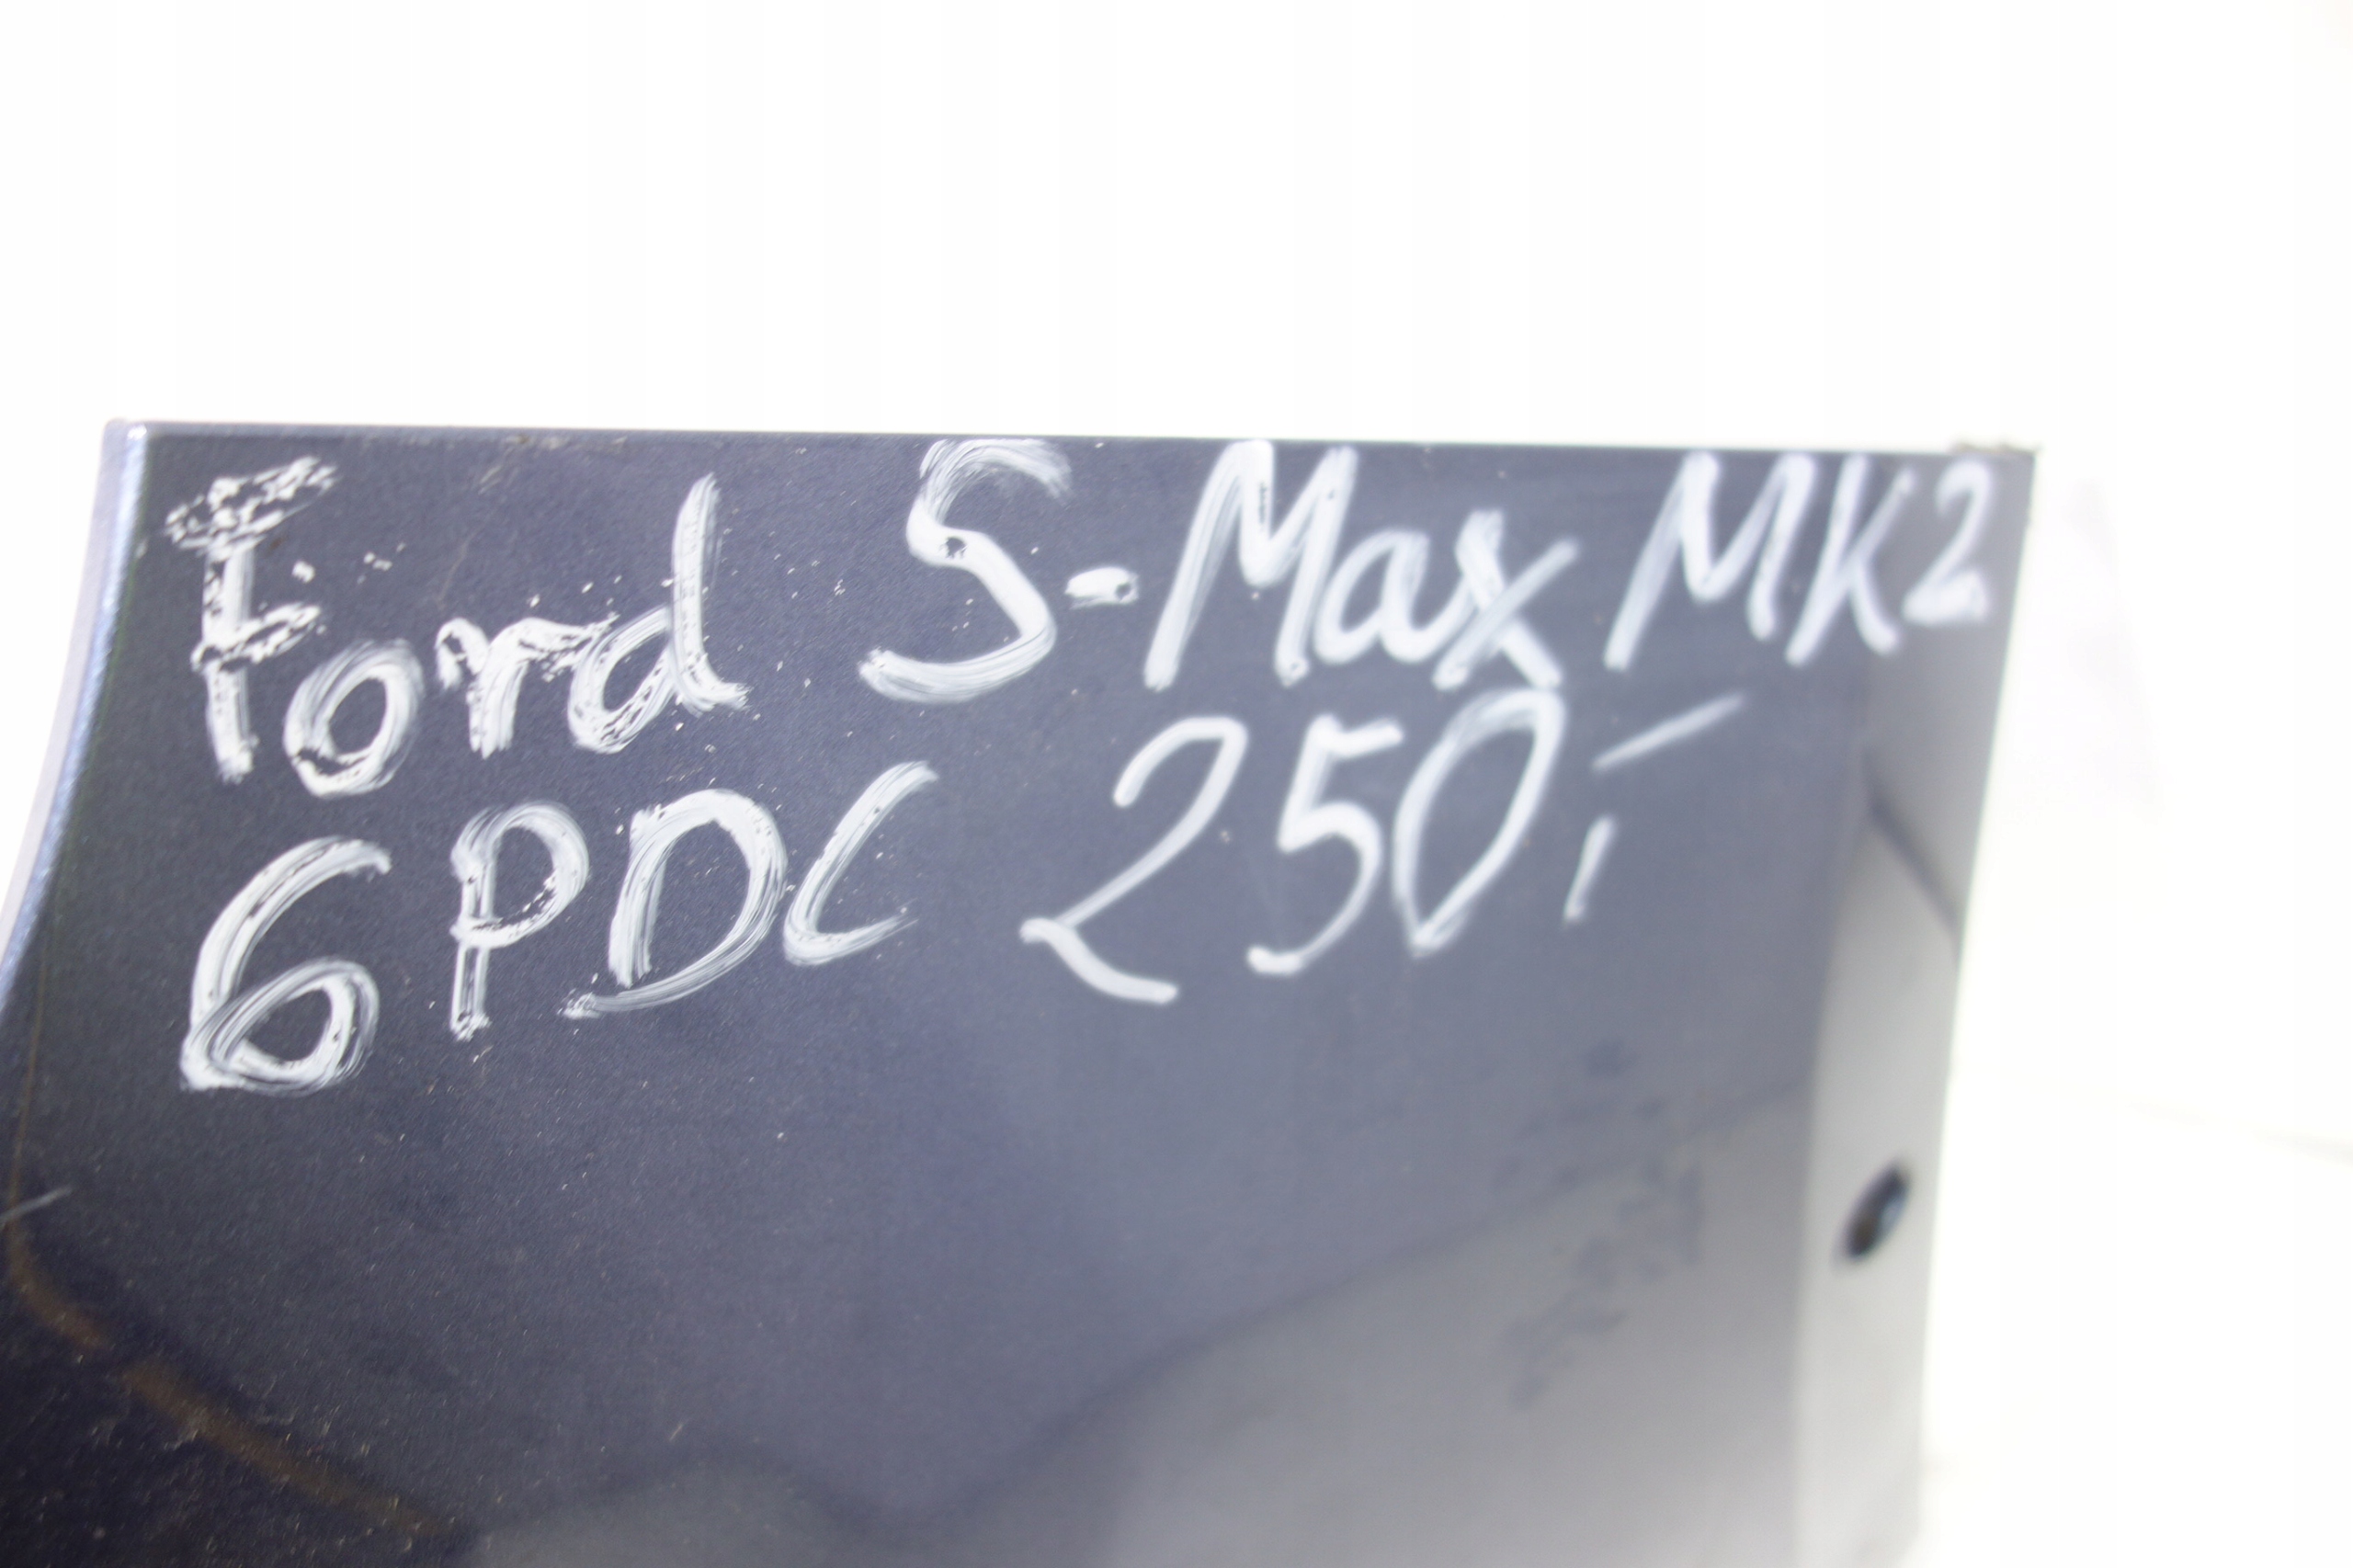 Ford S-Max MK2
6PDC 250,-